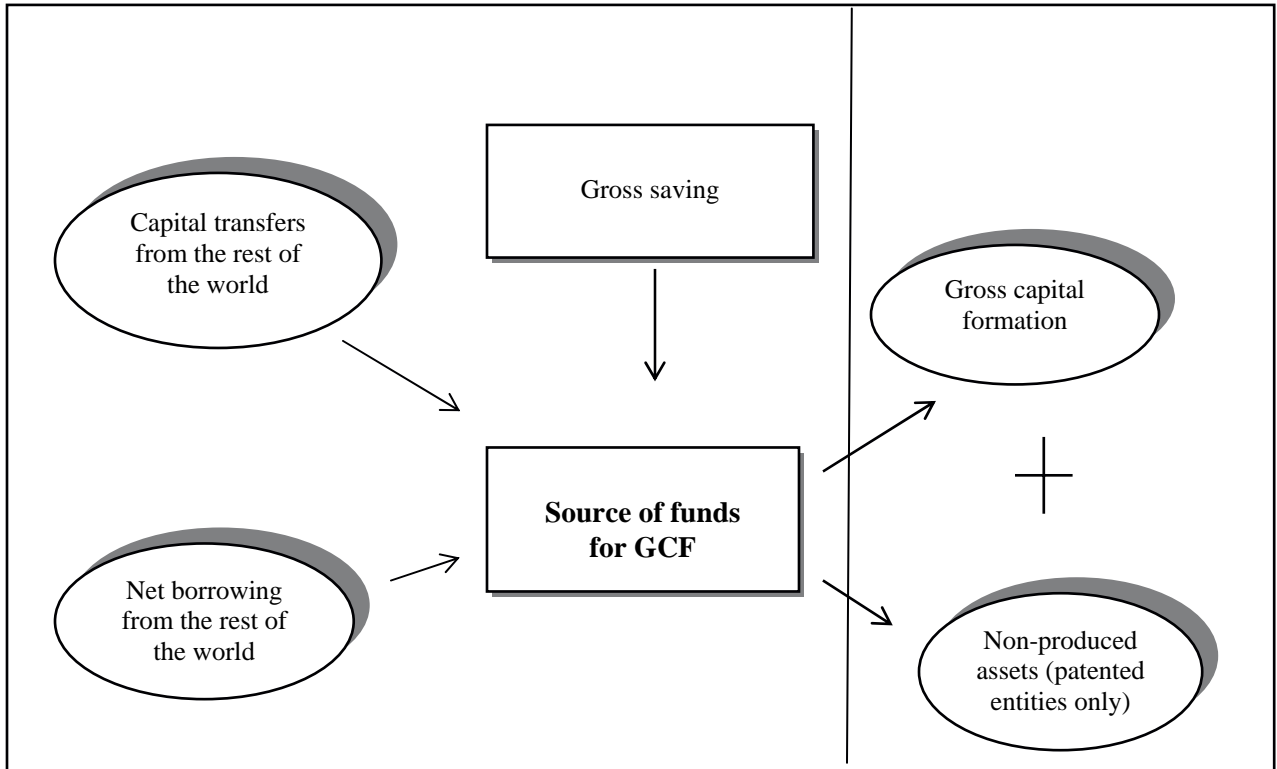 Gross saving
Capital transfers
from the rest of
the world
Gross capital
formation
Source of funds
for GCF
Net borrowing
from the rest of
the world
Non-produced
assets (patented
entities only)